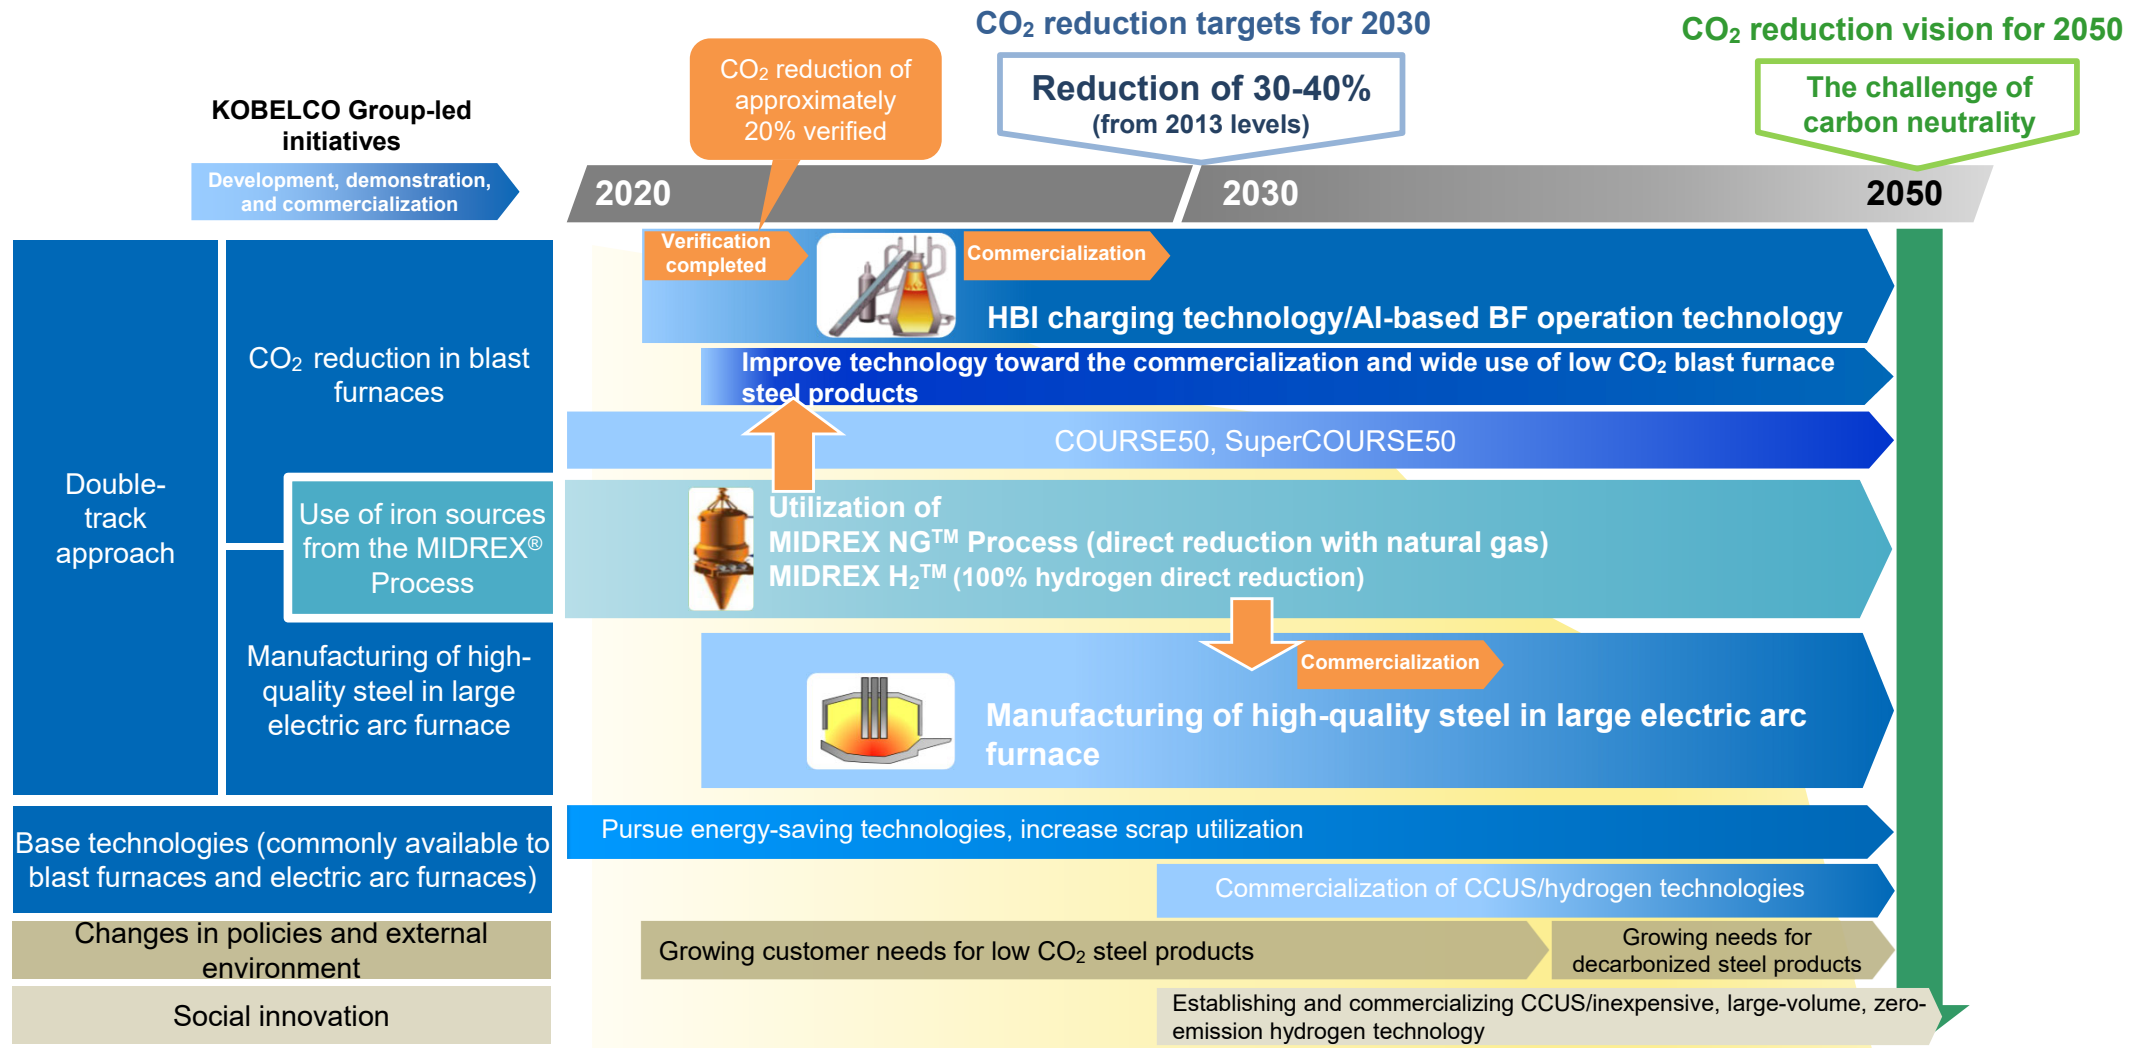 CO₂ reduction targets for 2030
CO₂ reduction vision for 2050
CO₂ reduction of
approximately
20% verified
Reduction of 30-40%
(from 2013 levels)
The challenge of
carbon neutrality
KOBELCO Group-led
initiatives
Development, demonstration,
and commercialization
2020
2030
2050
Double-
track
approach
CO₂ reduction in blast
furnaces
Verification
completed
Commercialization
HBI charging technology/AI-based BF operation technology
Improve technology toward the commercialization and wide use of low CO₂ blast furnace
steel products
COURSE50, SuperCOURSE50
Use of iron sources
from the MIDREX®
Process
Utilization of
MIDREX NG™ Process (direct reduction with natural gas)
MIDREX H₂™ (100% hydrogen direct reduction)
Manufacturing of high-
quality steel in large
electric arc furnace
Commercialization
Manufacturing of high-quality steel in large electric arc
furnace
Base technologies (commonly available to
blast furnaces and electric arc furnaces)
Pursue energy-saving technologies, increase scrap utilization
Commercialization of CCUS/hydrogen technologies
Changes in policies and external
environment
Growing customer needs for low CO₂ steel products
Growing needs for
decarbonized steel products
Social innovation
Establishing and commercializing CCUS/inexpensive, large-volume, zero-
emission hydrogen technology